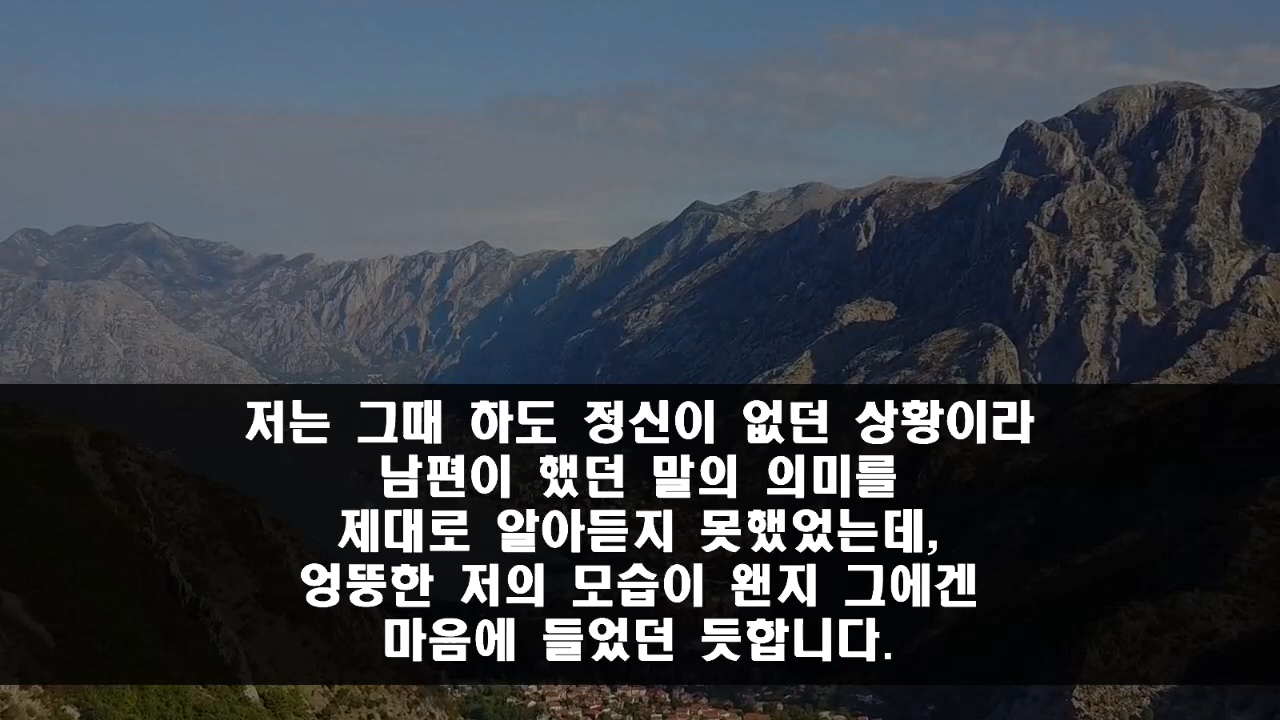 저는 그때 하도 정신이 없던 상황이라
남편이 했던 말의 의미를
제대로 알아듣지 못했었는데,
엉뚱한 저의 모습이 왠지 그에겐
마음에 들었던 듯합니다.